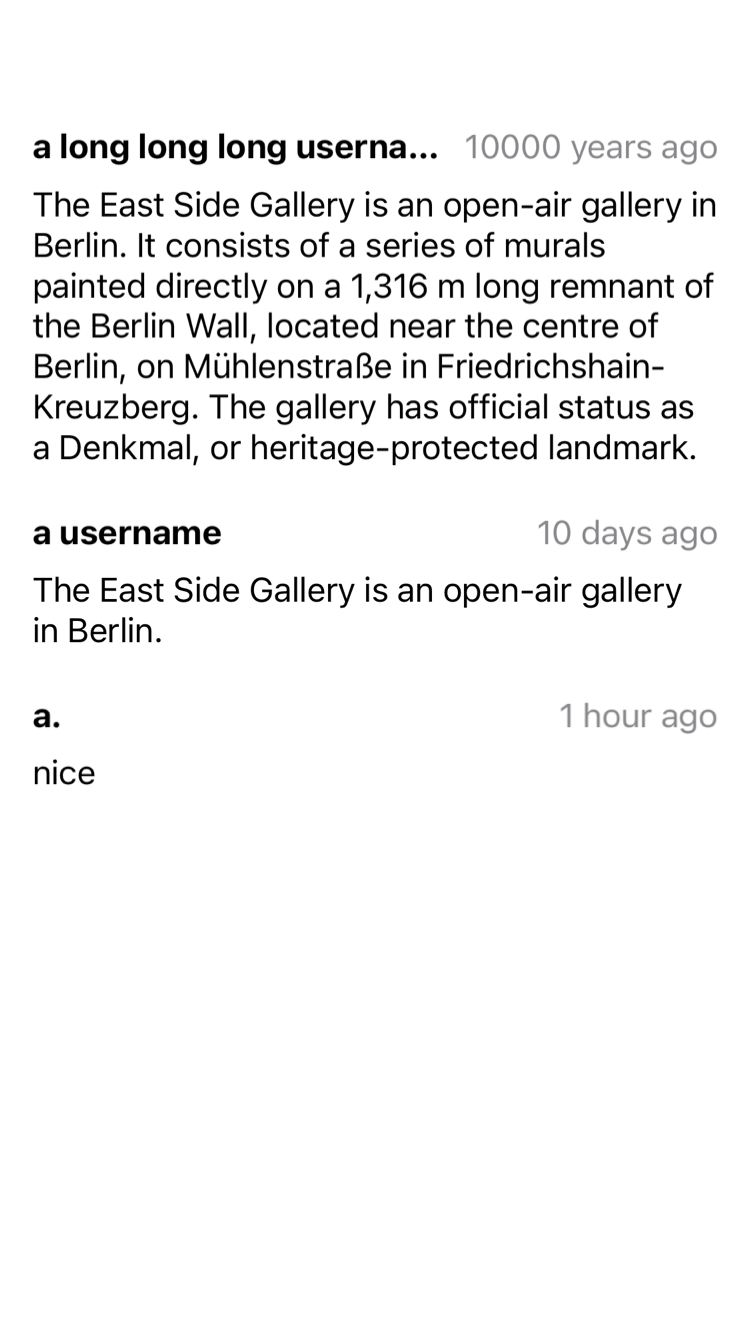 a long long long userna... 10000 years ago
The East Side Gallery is an open-air gallery in
Berlin. It consists of a series of murals
painted directly on a 1,316 m long remnant of
the Berlin Wall, located near the centre of
Berlin, on Mühlenstraße in Friedrichshain-
Kreuzberg. The gallery has official status as
a Denkmal, or heritage-protected landmark.
a username 10 days ago
The East Side Gallery is an open-air gallery
in Berlin.
a. 1 hour ago
nice